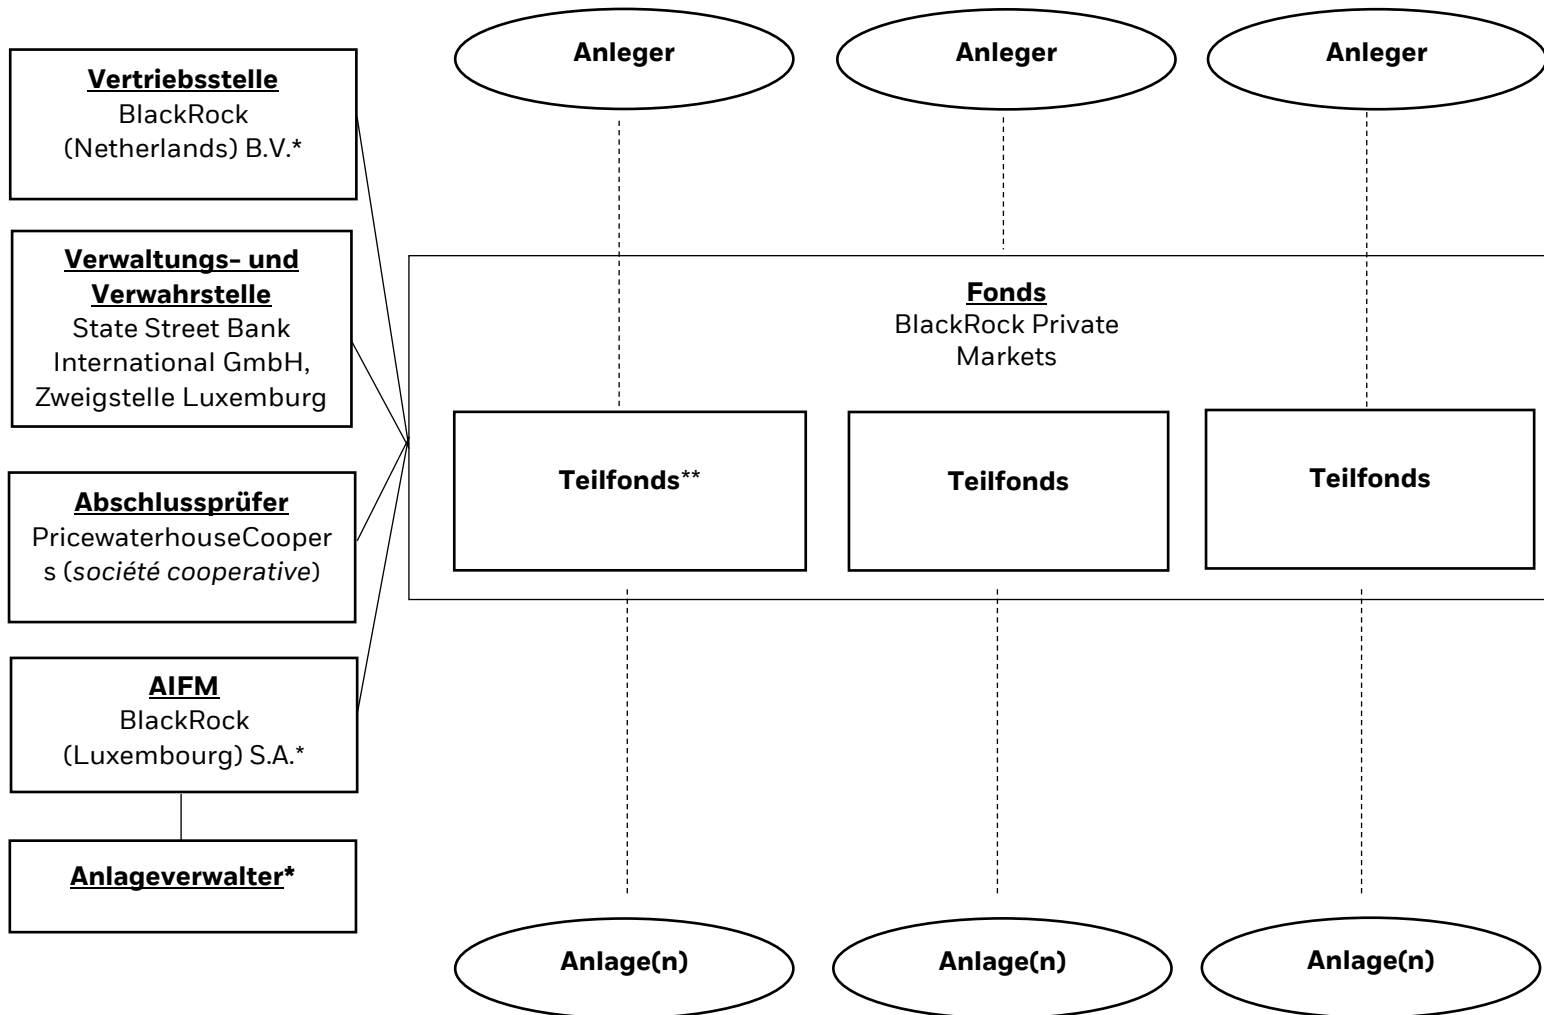 Anleger
Anleger
Anleger
Vertriebsstelle
BlackRock
(Netherlands) B.V.*
Verwaltungs- und
Verwahrstelle
State Street Bank
International GmbH,
Zweigstelle Luxemburg
Abschlussprüfer
PricewaterhouseCooper
s (société cooperative)
AIFM
BlackRock
(Luxembourg) S.A.*
Anlageverwalter*
Fonds
BlackRock Private
Markets
Teilfonds**
Teilfonds
Teilfonds
Anlage(n)
Anlage(n)
Anlage(n)